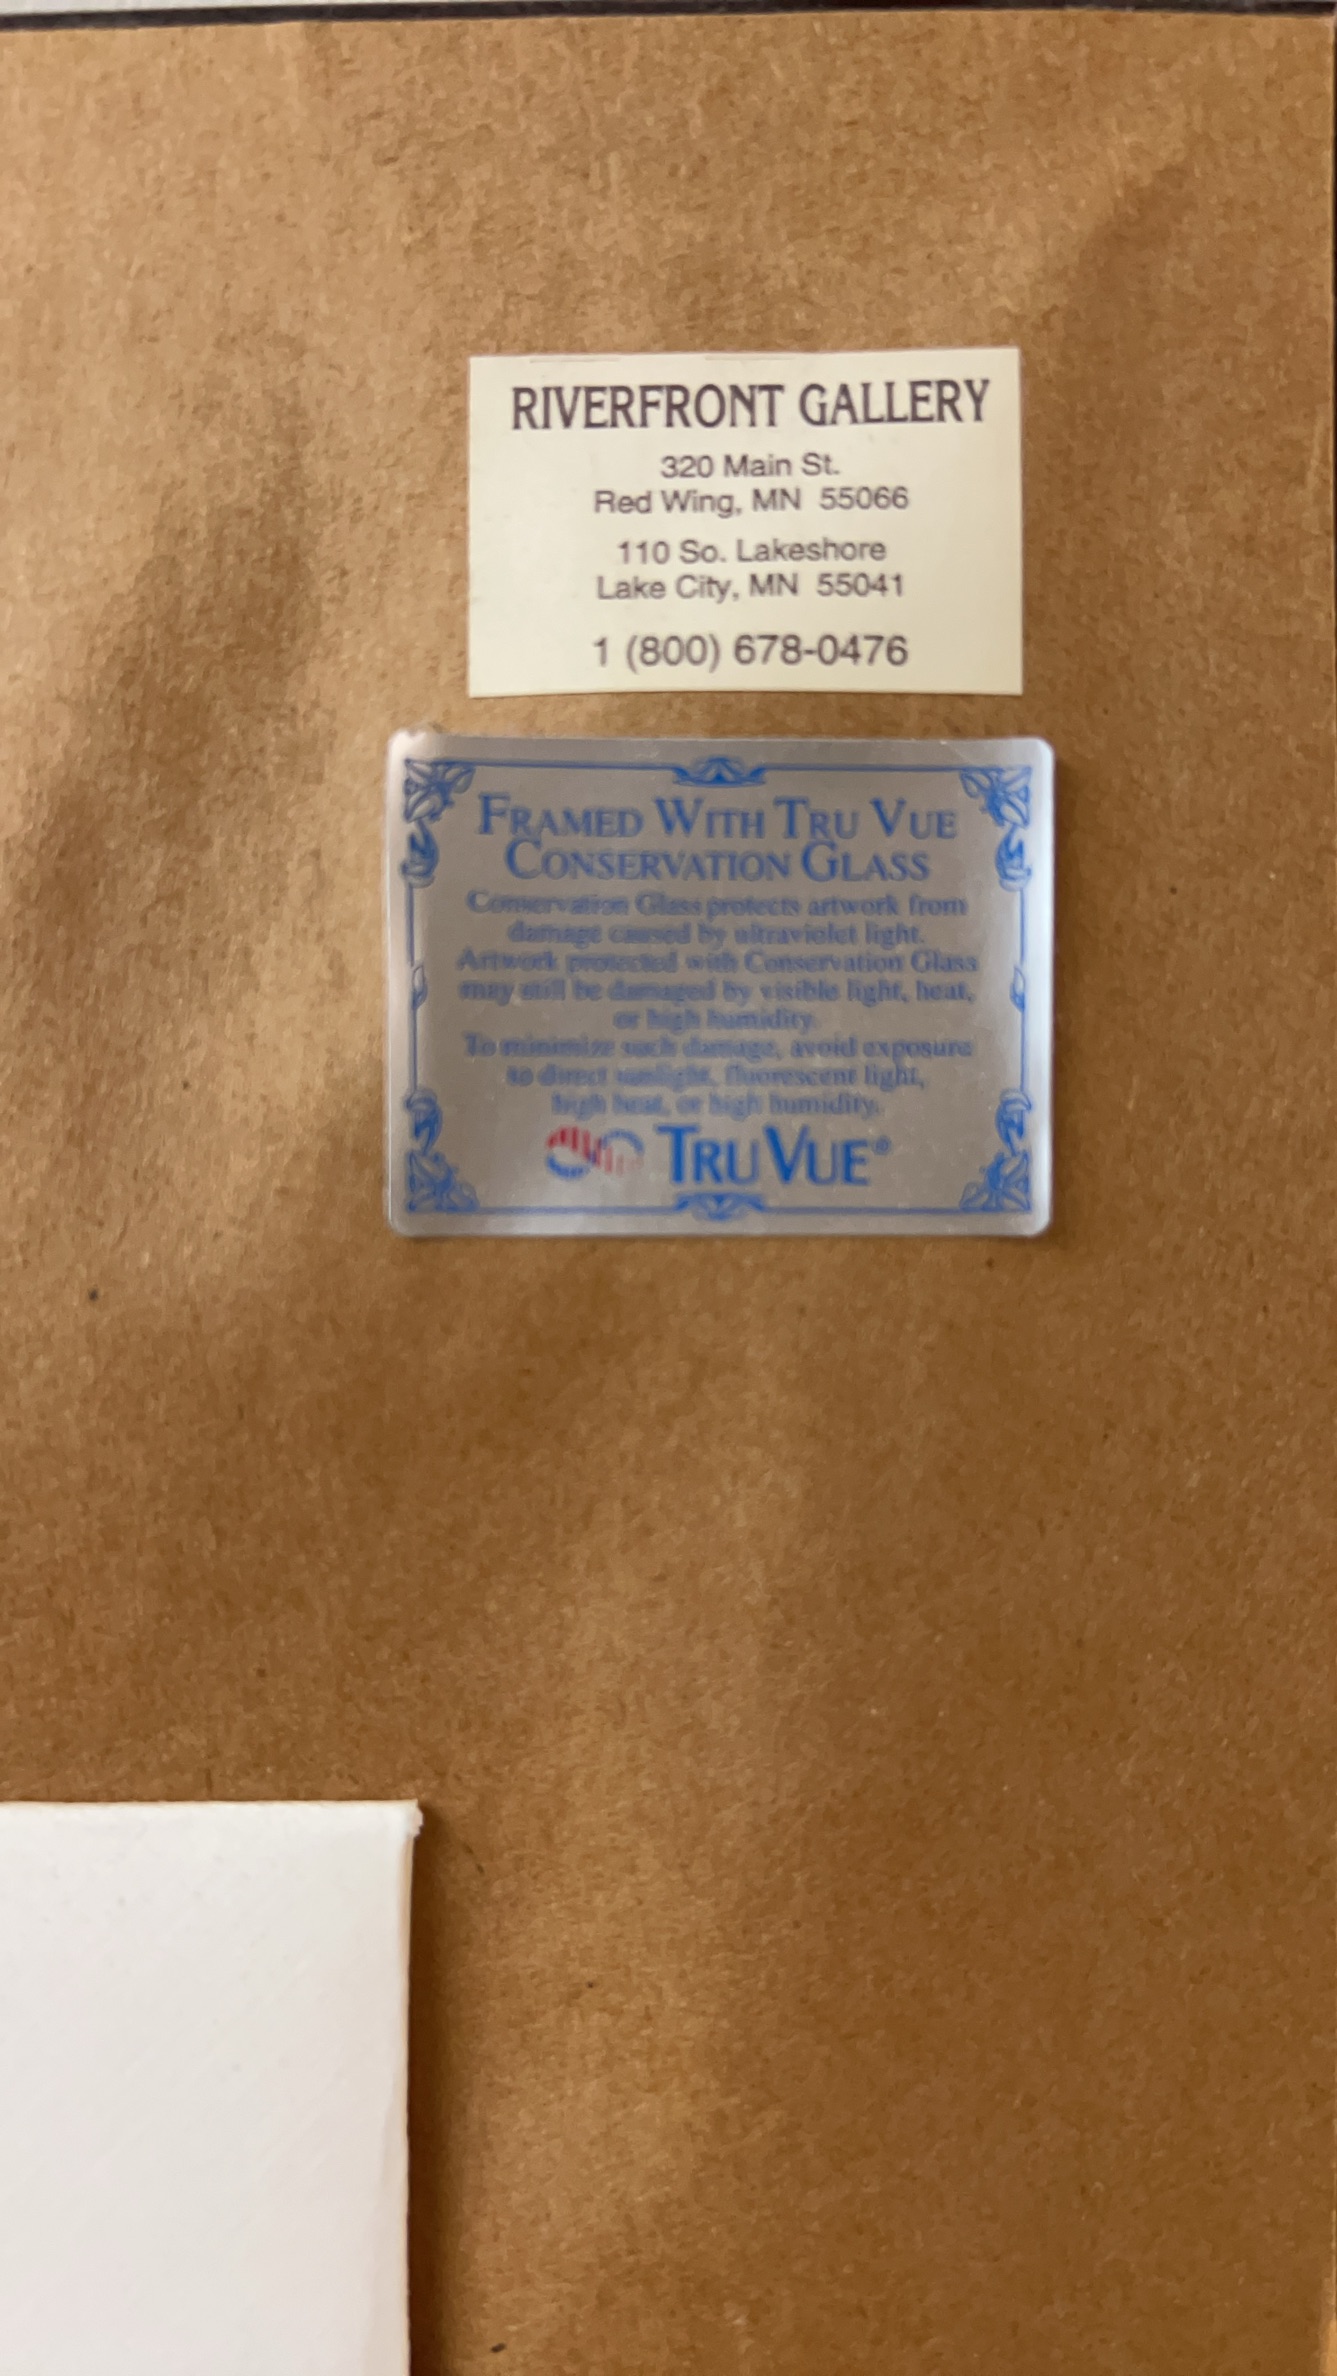 RIVERFRONT GALLERY
320 Main St.
Red Wing, MN 55066
110 So. Lakeshore
Lake City, MN 55041
1 (800) 678-0476
FRAMED WITH TRU VUE
CONSERVATION GLASS
Conservation Glass protects artwork from
damage caused by ultraviolet light.
Artwork protected with Conservation Glass
may still be damaged by visible light, heat,
or high humidity.
To minimize such damage, avoid exposure
to direct sunlight, fluorescent light,
high heat, or high humidity.
TRU VUE®